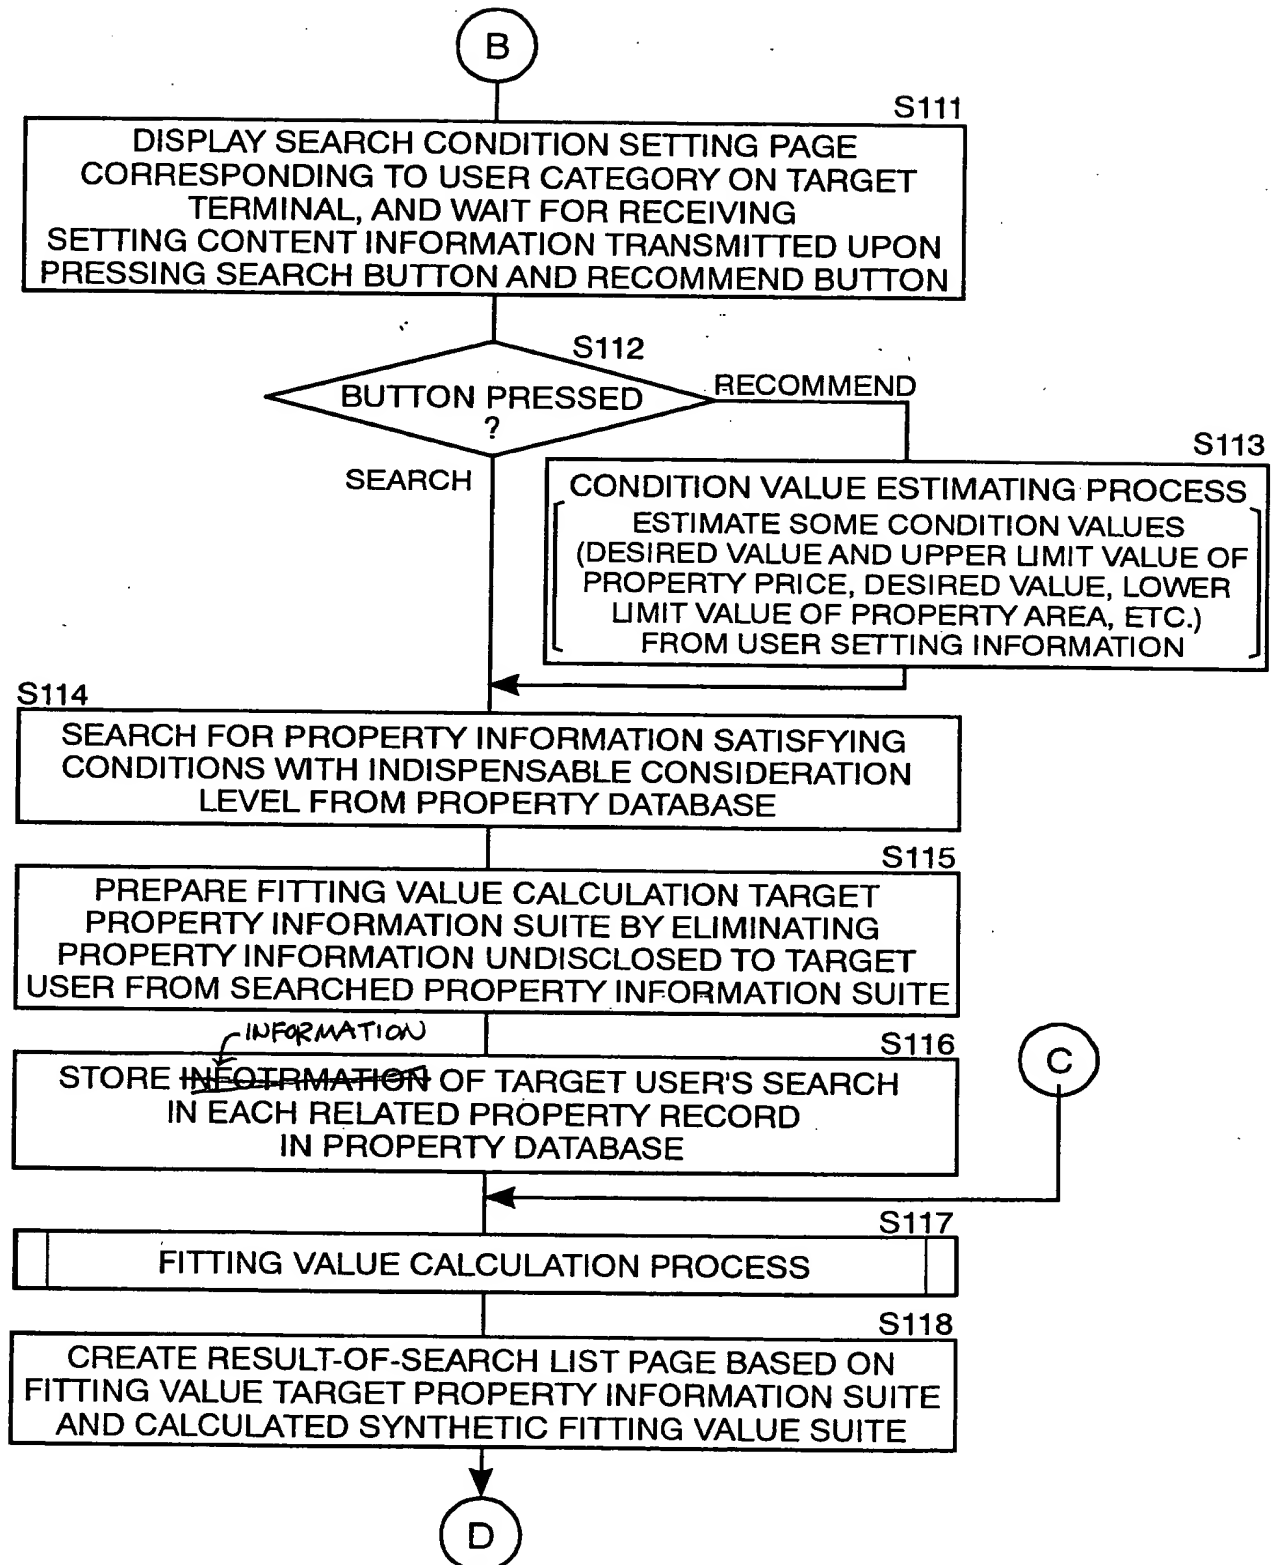 B
S111
DISPLAY SEARCH CONDITION SETTING PAGE
CORRESPONDING TO USER CATEGORY ON TARGET
TERMINAL, AND WAIT FOR RECEIVING
SETTING CONTENT INFORMATION TRANSMITTED UPON
PRESSING SEARCH BUTTON AND RECOMMEND BUTTON
S112
BUTTON PRESSED
?
RECOMMEND
SEARCH
S113
CONDITION VALUE ESTIMATING PROCESS
ESTIMATE SOME CONDITION VALUES
(DESIRED VALUE AND UPPER LIMIT VALUE OF
PROPERTY PRICE, DESIRED VALUE, LOWER
LIMIT VALUE OF PROPERTY AREA, ETC.)
FROM USER SETTING INFORMATION
S114
SEARCH FOR PROPERTY INFORMATION SATISFYING
CONDITIONS WITH INDISPENSABLE CONSIDERATION
LEVEL FROM PROPERTY DATABASE
S115
PREPARE FITTING VALUE CALCULATION TARGET
PROPERTY INFORMATION SUITE BY ELIMINATING
PROPERTY INFORMATION UNDISCLOSED TO TARGET
USER FROM SEARCHED PROPERTY INFORMATION SUITE
INFORMATION
S116
STORE INFOTRMATION OF TARGET USER'S SEARCH
IN EACH RELATED PROPERTY RECORD
IN PROPERTY DATABASE
C
S117
FITTING VALUE CALCULATION PROCESS
S118
CREATE RESULT-OF-SEARCH LIST PAGE BASED ON
FITTING VALUE TARGET PROPERTY INFORMATION SUITE
AND CALCULATED SYNTHETIC FITTING VALUE SUITE
D